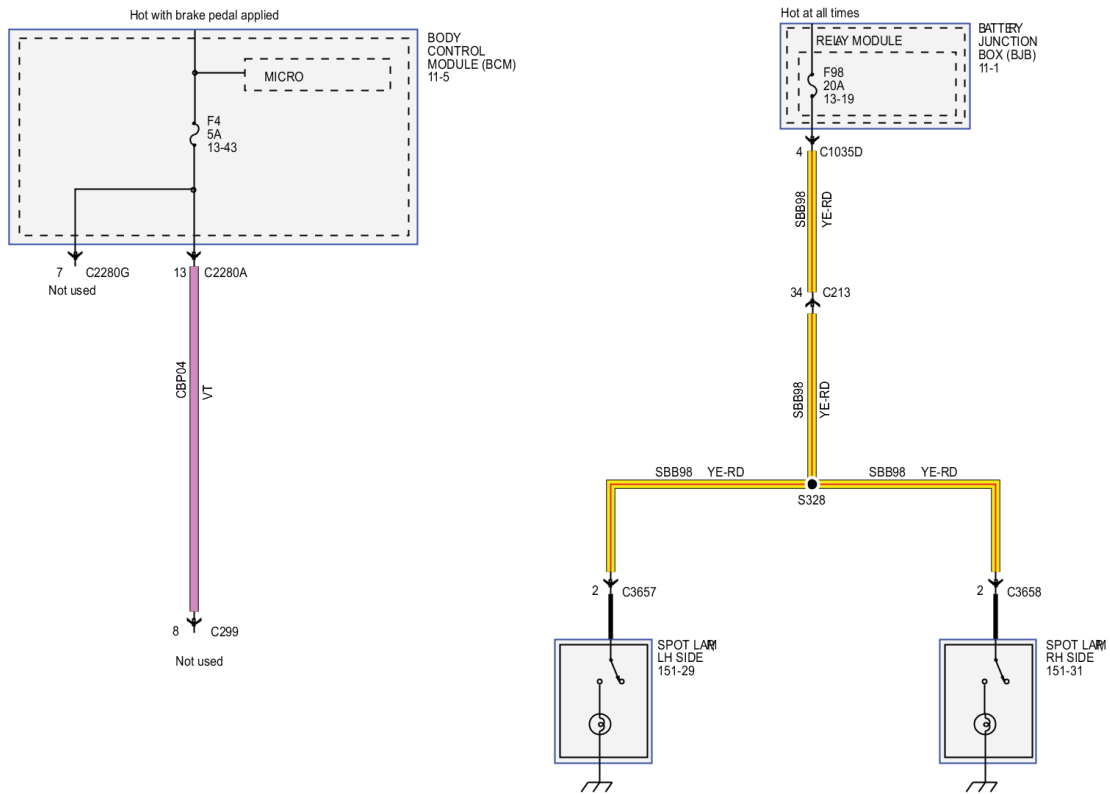 Hot with brake pedal applied
BODY
CONTROL
MODULE (BCM)
11-5
MICRO
F4
5A
13-43
7 C2280G
Not used
13 C2280A
CBP04
VT
8 C299
Not used
Hot at all times
BATTERY
JUNCTION
BOX (BJB)
11-1
RELAY MODULE
F98
20A
13-19
4 C1035D
SBB98
YE-RD
34 C213
SBB98
YE-RD
SBB98 YE-RD
SBB98 YE-RD
S328
2 C3657
SPOT LAMP
LH SIDE
151-29
2 C3658
SPOT LAMP
RH SIDE
151-31